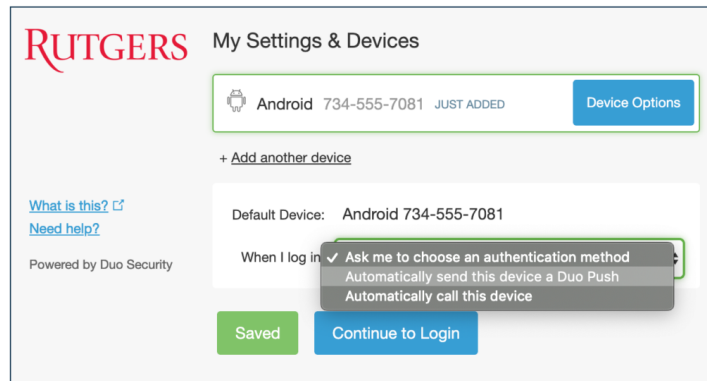 RUTGERS
My Settings & Devices
Android 734-555-7081 JUST ADDED
Device Options
+ Add another device
What is this?
Need help?
Powered by Duo Security
Default Device: Android 734-555-7081
When I log in
✓ Ask me to choose an authentication method
Automatically send this device a Duo Push
Automatically call this device
Saved
Continue to Login